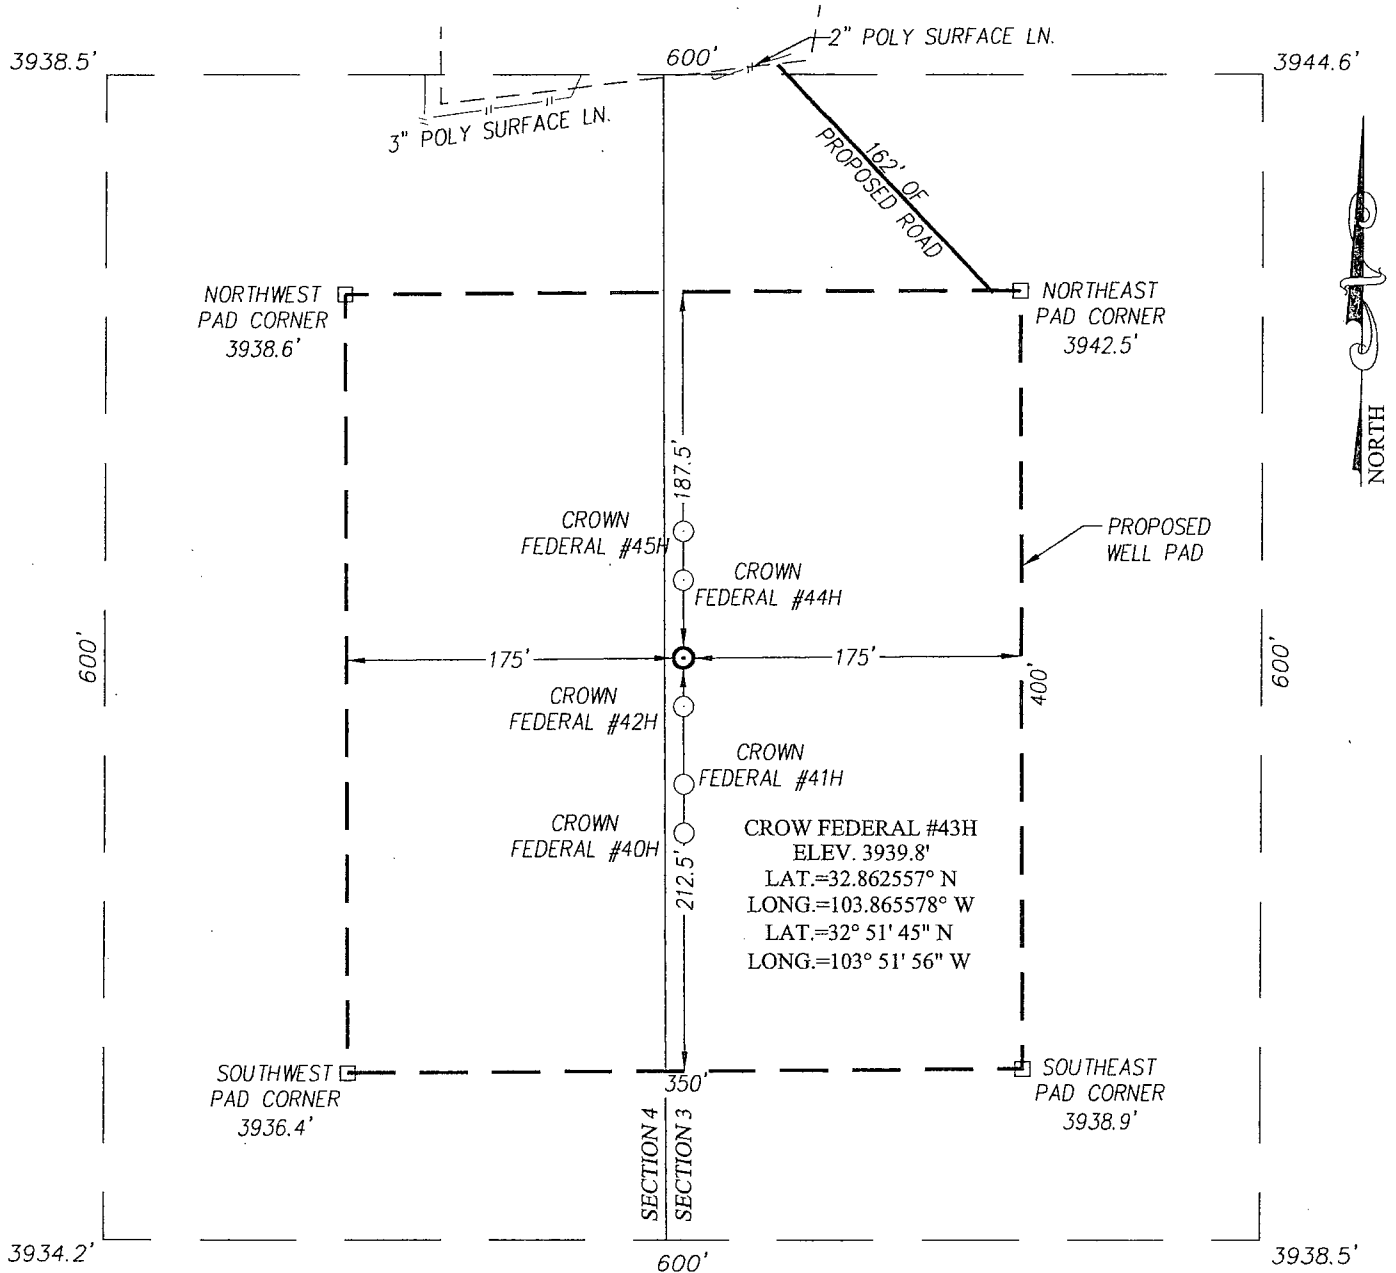 2" POLY SURFACE LN.
3938.5'
600'
3944.6'
3" POLY SURFACE LN.
162' OF
PROPOSED ROAD
NORTHWEST
PAD CORNER
3938.6'
NORTHEAST
PAD CORNER
3942.5'
NORTH
187.5'
CROWN
FEDERAL #45H
PROPOSED
WELL PAD
CROWN
FEDERAL #44H
600'
175'
175'
400'
600'
CROWN
FEDERAL #42H
CROWN
FEDERAL #41H
CROWN
FEDERAL #40H
212.5'
CROW FEDERAL #43H
ELEV. 3939.8'
LAT.=32.862557° N
LONG.=103.865578° W
LAT.=32° 51' 45" N
LONG.=103° 51' 56" W
SOUTHWEST
PAD CORNER
3936.4'
350'
SOUTHEAST
PAD CORNER
3938.9'
SECTION 4
SECTION 3
3934.2'
600'
3938.5'